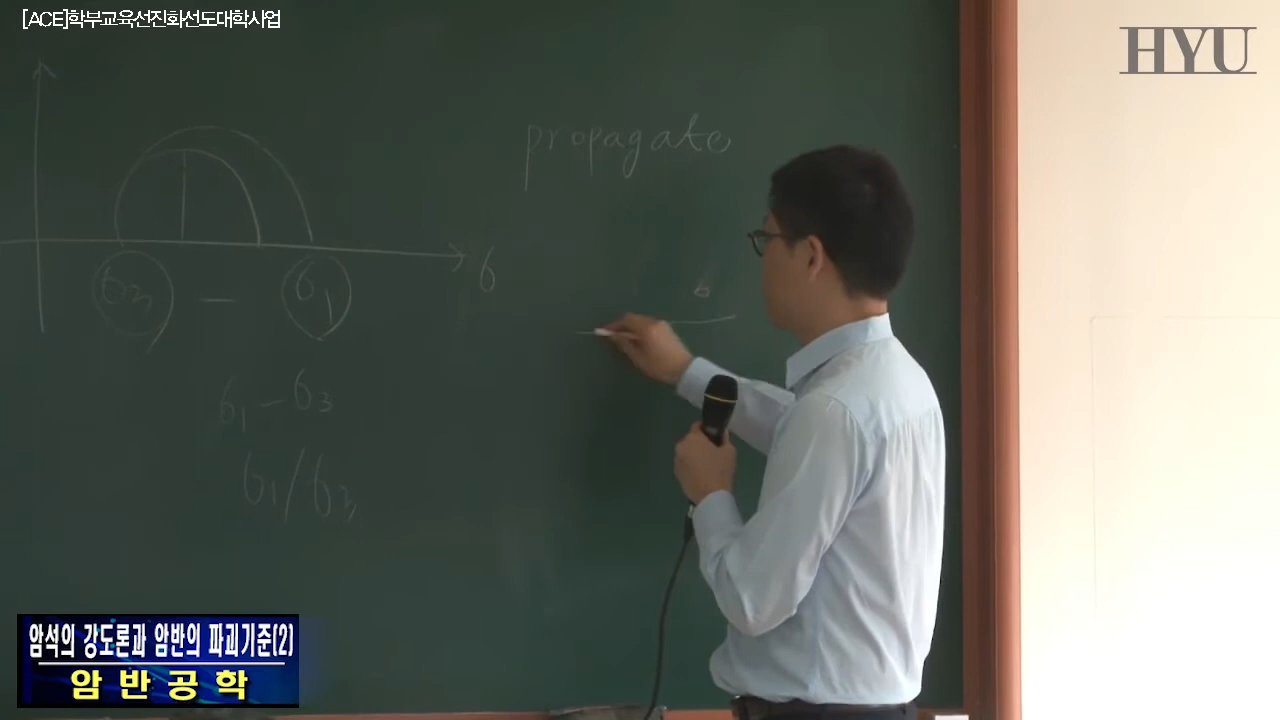 [ACE]학부교육선진화선도대학사업
HYU
propagate
σ
σ
σ3 — σ1
σ1 - σ3
σ1/σ3
암석의 강도론과 암반의 파괴기준(2)
암반공학